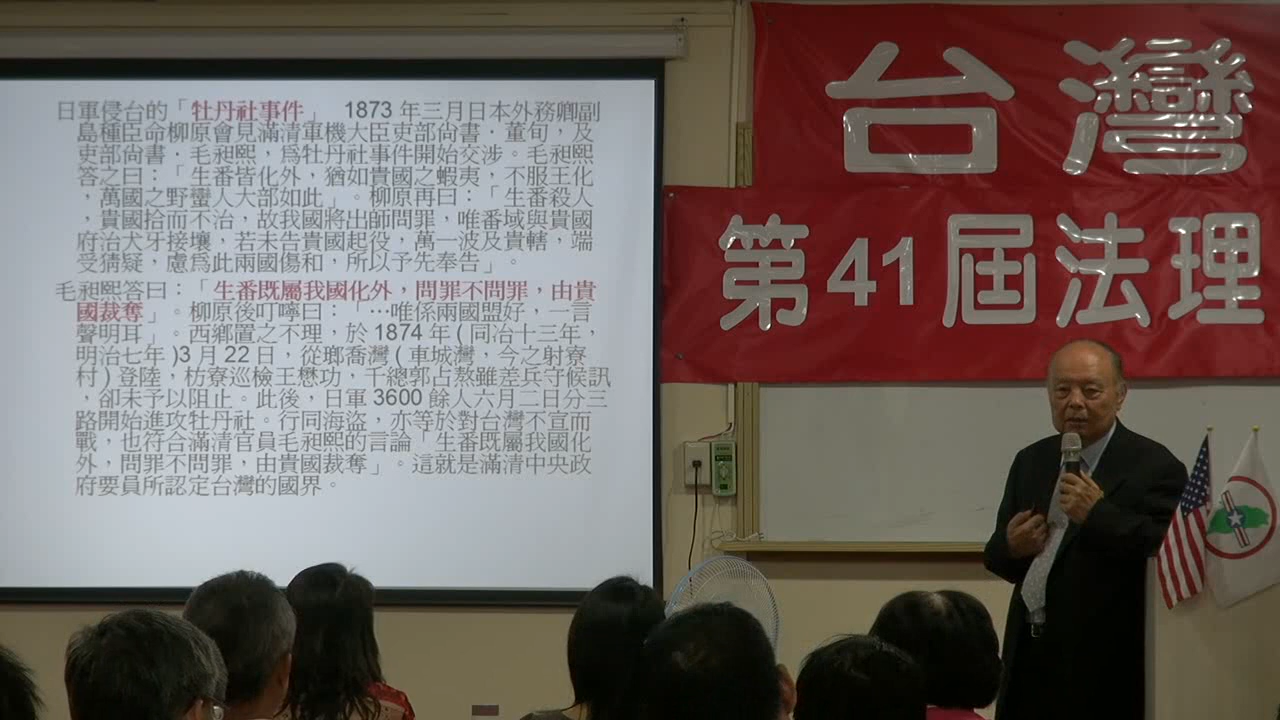 日軍侵台的「牡丹社事件」 1873 年三月日本外務卿副
島種臣命柳原會見滿清軍機大臣吏部尚書．董旬，及
吏部尚書．毛昶熙，為牡丹社事件開始交涉。毛昶熙
答之曰：「生番皆化外，猶如貴國之蝦夷，不服王化
，萬國之野蠻人大部如此」。柳原再曰：「生番殺人
，貴國拾而不治，故我國將出師問罪，唯番域與貴國
府治犬牙接壤，若未告貴國起役，萬一波及貴轄，端
受猜疑，慮為此兩國傷和，所以予先奉告」。
毛昶熙答曰：「生番既屬我國化外，問罪不問罪，由貴
國裁奪」。柳原後叮嚀曰：「…唯係兩國盟好，一言
聲明耳」。西鄉置之不理，於 1874 年 ( 同治十三年，
明治七年 )3 月 22 日，從瑯喬灣 ( 車城灣，今之射寮
村 ) 登陸，枋寮巡檢王懋功，千總郭占熬雖差兵守候訊
，卻未予以阻止。此後，日軍 3600 餘人六月二日分三
路開始進攻牡丹社。行同海盜，亦等於對台灣不宣而
戰，也符合滿清官員毛昶熙的言論「生番既屬我國化
外，問罪不問罪，由貴國裁奪」。這就是滿清中央政
府要員所認定台灣的國界。
台灣
第41屆法理